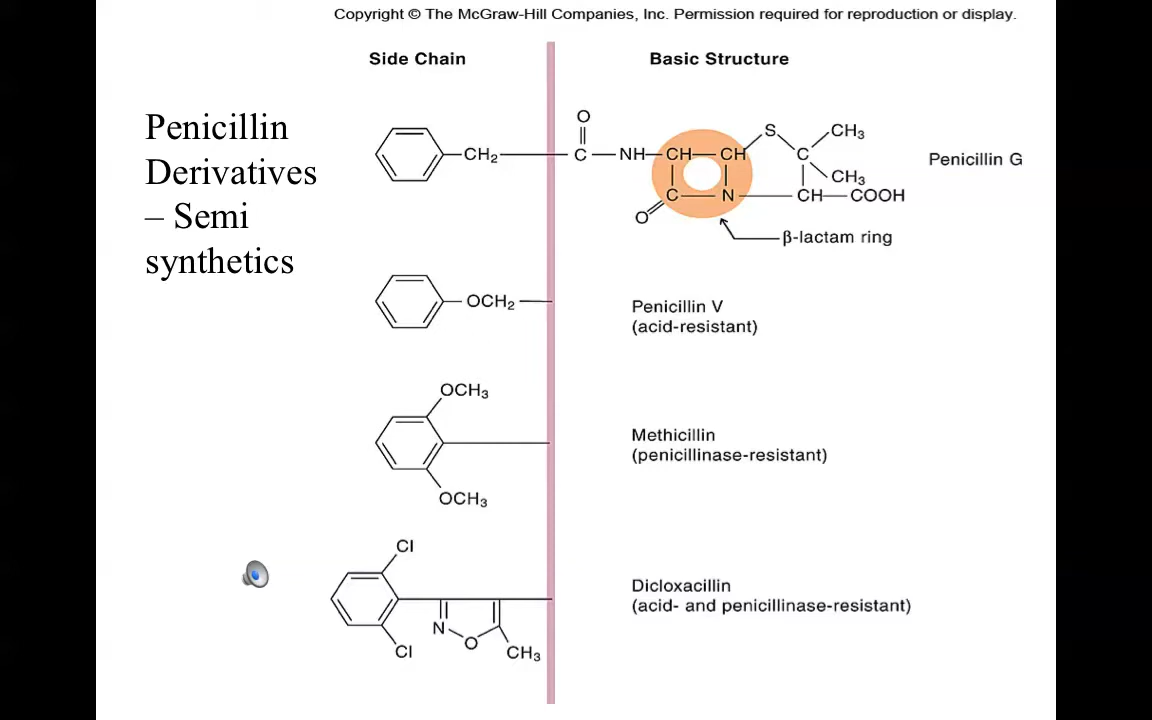 Copyright © The McGraw-Hill Companies, Inc. Permission required for reproduction or display.
Side Chain
Basic Structure
Penicillin
Derivatives
– Semi
synthetics
O
S
CH3
CH2
C
NH
CH
CH
C
Penicillin G
CH3
C
N
CH
COOH
O
β-lactam ring
OCH2
Penicillin V
(acid-resistant)
OCH3
Methicillin
(penicillinase-resistant)
OCH3
Cl
Dicloxacillin
(acid- and penicillinase-resistant)
N
O
Cl
CH3